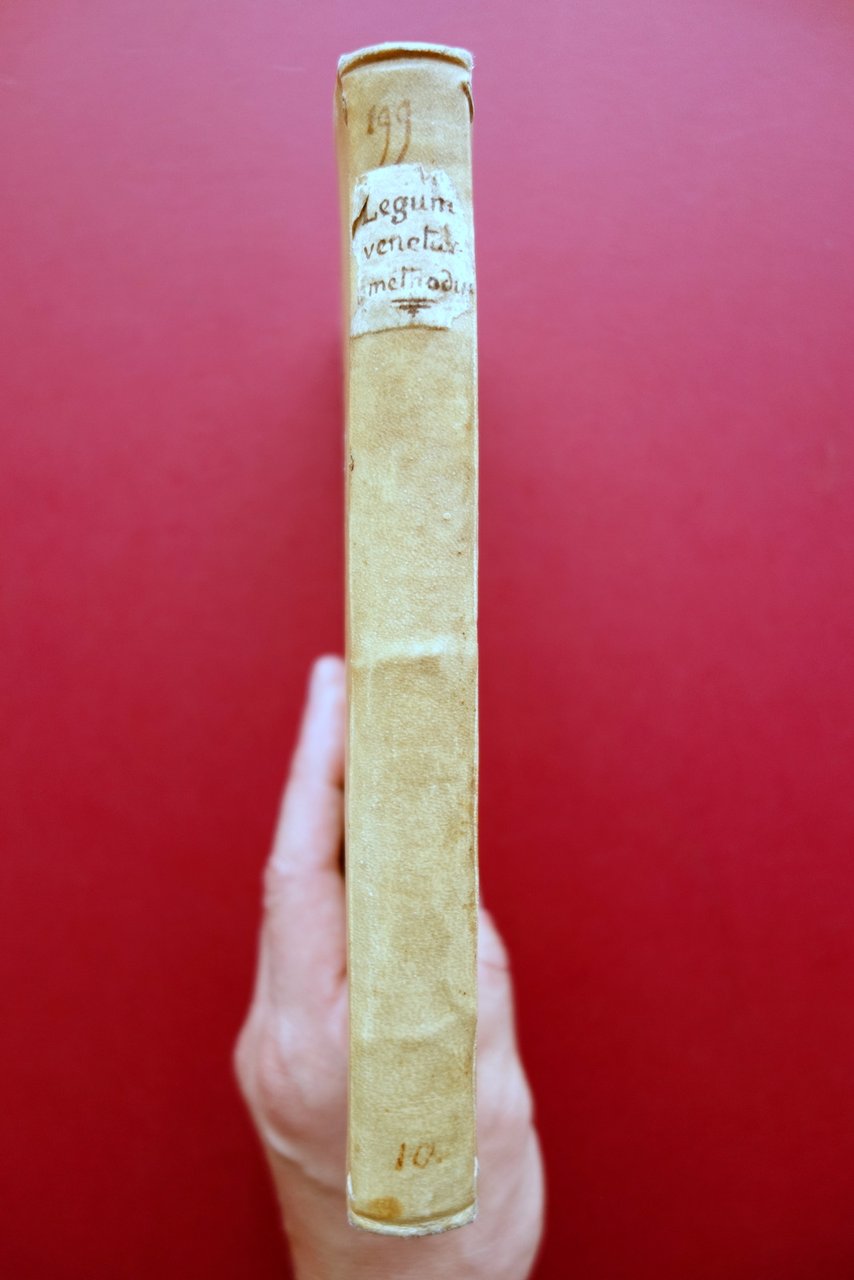 199
Legum
venetar
methodus
10.